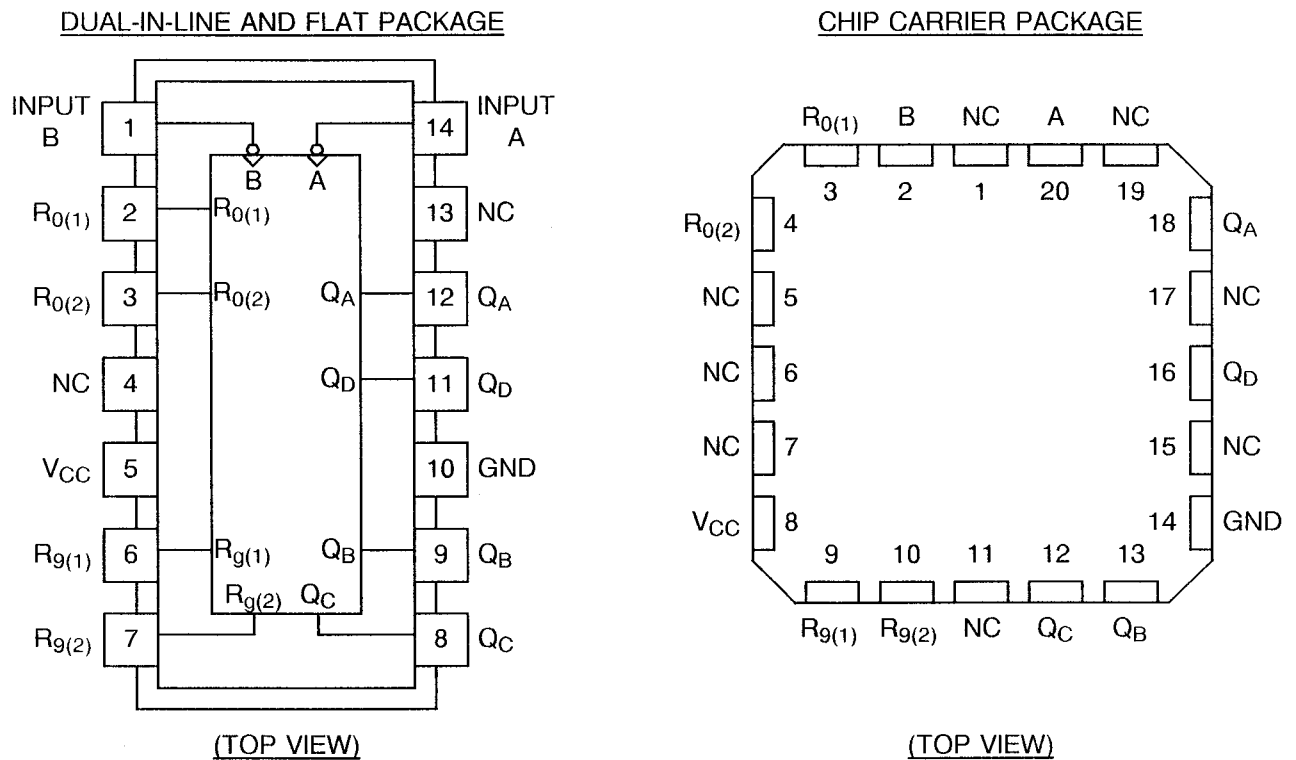 DUAL-IN-LINE AND FLAT PACKAGE
INPUT B
1
14
INPUT A
B
A
R0(1)
2
R0(1)
13
NC
R0(2)
3
R0(2)
QA
12
QA
NC
4
QD
11
QD
VCC
5
10
GND
R9(1)
6
Rg(1)
QB
9
QB
Rg(2)
QC
R9(2)
7
8
QC
(TOP VIEW)
CHIP CARRIER PACKAGE
R0(1)
B
NC
A
NC
3
2
1
20
19
R0(2)
4
18
QA
NC
5
17
NC
NC
6
16
QD
NC
7
15
NC
VCC
8
14
GND
9
10
11
12
13
R9(1)
R9(2)
NC
QC
QB
(TOP VIEW)